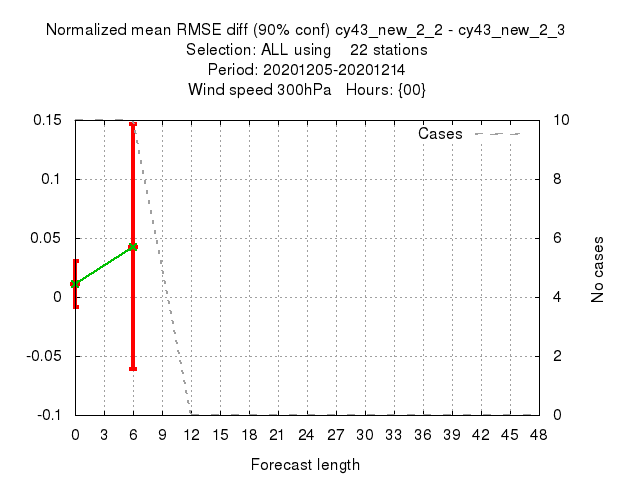 Normalized mean RMSE diff (90% conf) cy43_new_2_2 - cy43_new_2_3
Selection: ALL using 22 stations
Period: 20201205-20201214
Wind speed 300hPa Hours: {00}
Cases
0.15
0.1
0.05
0
-0.05
-0.1
10
8
6
4
2
0
No cases
0 3 6 9 12 15 18 21 24 27 30 33 36 39 42 45 48
Forecast length